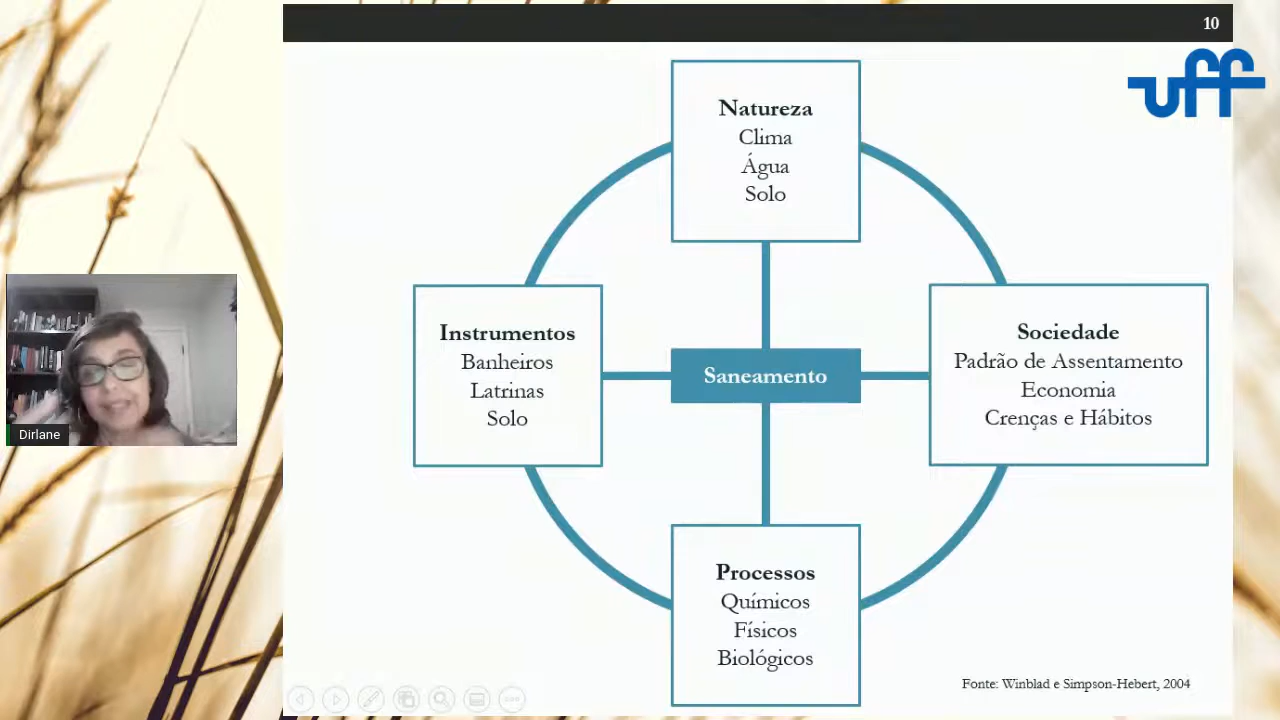 10
uff
Natureza
Clima
Água
Solo
Instrumentos
Banheiros
Latrinas
Solo
Saneamento
Sociedade
Padrão de Assentamento
Economia
Crenças e Hábitos
Processos
Químicos
Físicos
Biológicos
Fonte: Winblad e Simpson-Hebert, 2004
Dirlane